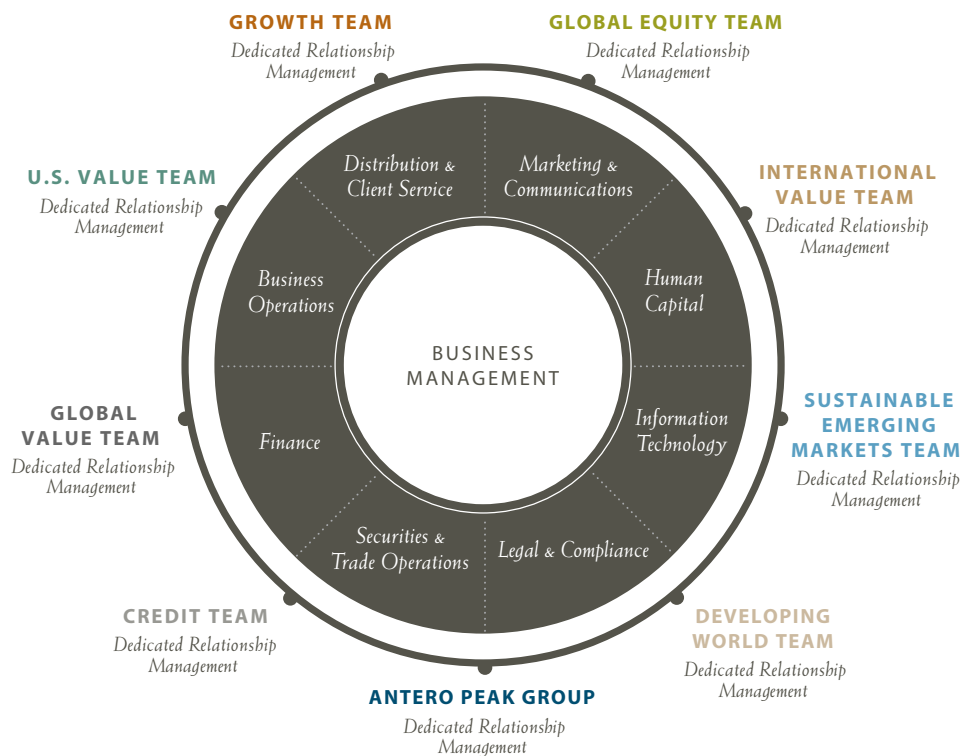 GROWTH TEAM
Dedicated Relationship
Management
GLOBAL EQUITY TEAM
Dedicated Relationship
Management
U.S. VALUE TEAM
Dedicated Relationship
Management
INTERNATIONAL
VALUE TEAM
Dedicated Relationship
Management
Distribution &
Client Service
Marketing &
Communications
Business
Operations
Human
Capital
BUSINESS
MANAGEMENT
GLOBAL
VALUE TEAM
Dedicated Relationship
Management
Finance
Information
Technology
SUSTAINABLE
EMERGING
MARKETS TEAM
Dedicated Relationship
Management
Securities &
Trade Operations
Legal & Compliance
CREDIT TEAM
Dedicated Relationship
Management
DEVELOPING
WORLD TEAM
Dedicated Relationship
Management
ANTERO PEAK GROUP
Dedicated Relationship
Management